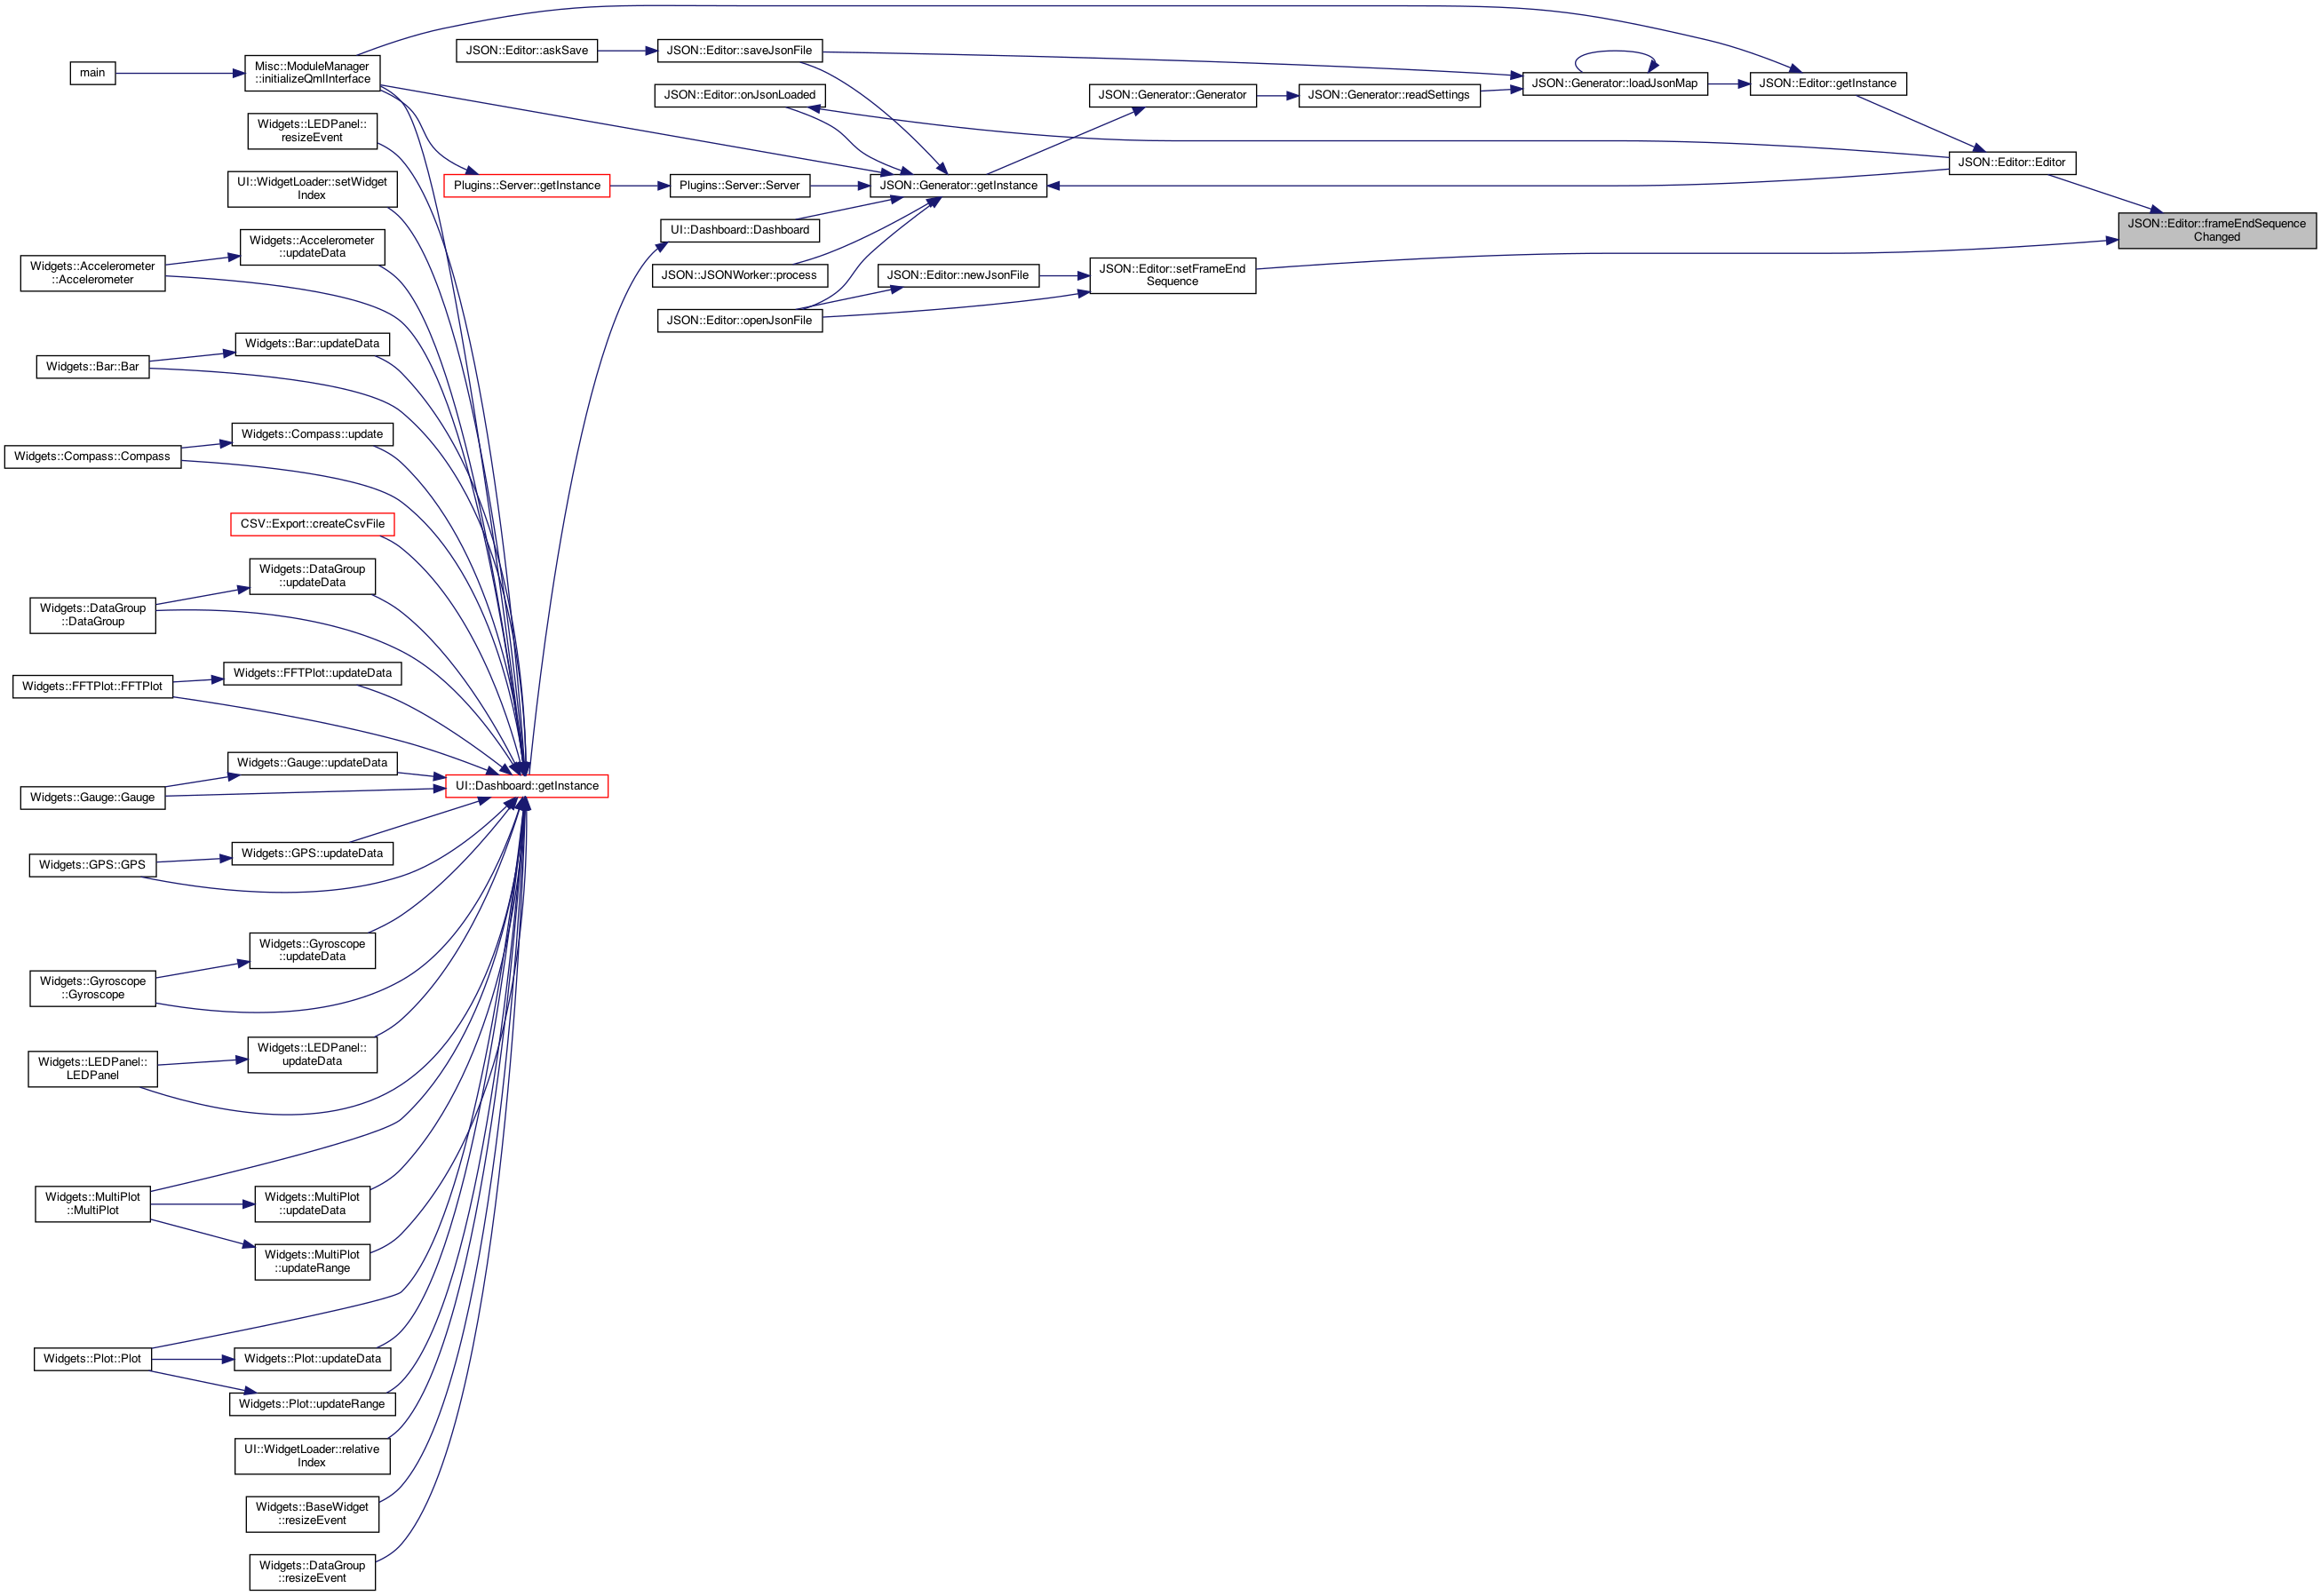 main
Misc::ModuleManager
::initializeQmlInterface
JSON::Editor::askSave
JSON::Editor::saveJsonFile
JSON::Editor::onJsonLoaded
JSON::Generator::Generator
JSON::Generator::readSettings
JSON::Generator::loadJsonMap
JSON::Editor::getInstance
Widgets::LEDPanel::
resizeEvent
UI::WidgetLoader::setWidget
Index
Plugins::Server::getInstance
Plugins::Server::Server
JSON::Generator::getInstance
JSON::Editor::Editor
JSON::Editor::frameEndSequence
Changed
UI::Dashboard::Dashboard
JSON::JSONWorker::process
JSON::Editor::newJsonFile
JSON::Editor::setFrameEnd
Sequence
JSON::Editor::openJsonFile
Widgets::Accelerometer
::updateData
Widgets::Accelerometer
::Accelerometer
Widgets::Bar::updateData
Widgets::Bar::Bar
Widgets::Compass::update
Widgets::Compass::Compass
CSV::Export::createCsvFile
Widgets::DataGroup
::updateData
Widgets::DataGroup
::DataGroup
Widgets::FFTPlot::updateData
Widgets::FFTPlot::FFTPlot
Widgets::Gauge::updateData
Widgets::Gauge::Gauge
UI::Dashboard::getInstance
Widgets::GPS::updateData
Widgets::GPS::GPS
Widgets::Gyroscope
::updateData
Widgets::Gyroscope
::Gyroscope
Widgets::LEDPanel::
updateData
Widgets::LEDPanel::
LEDPanel
Widgets::MultiPlot
::MultiPlot
Widgets::MultiPlot
::updateData
Widgets::MultiPlot
::updateRange
Widgets::Plot::Plot
Widgets::Plot::updateData
Widgets::Plot::updateRange
UI::WidgetLoader::relative
Index
Widgets::BaseWidget
::resizeEvent
Widgets::DataGroup
::resizeEvent